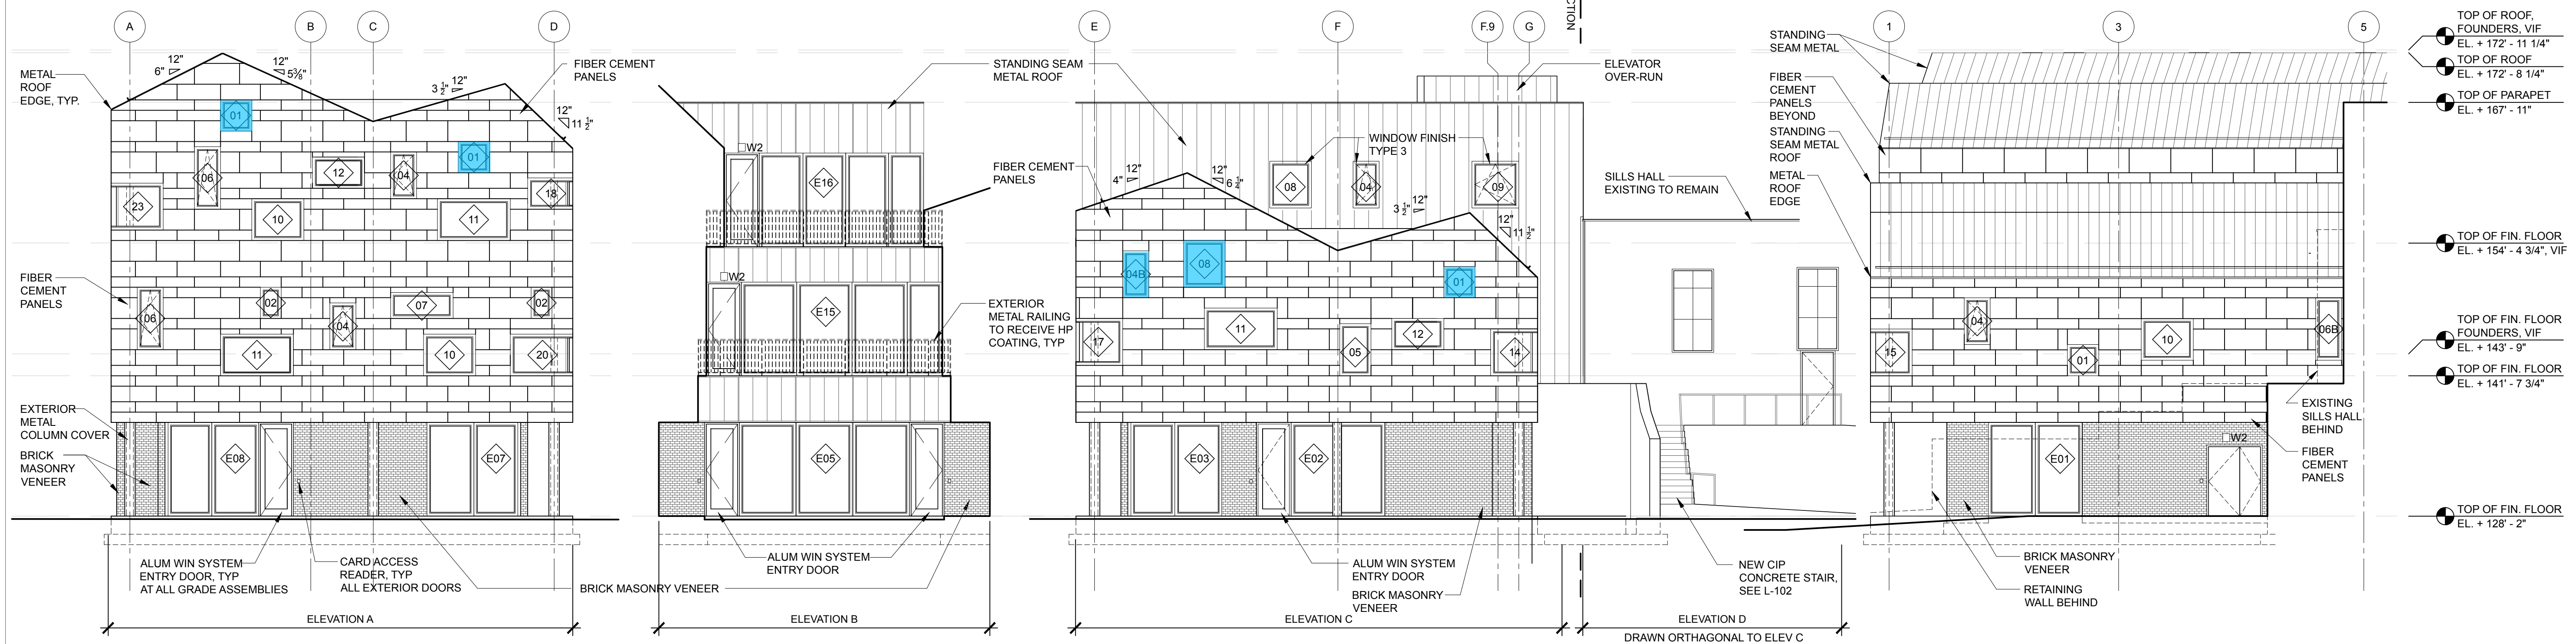 A
B
C
D
E
F
F.9
G
1
3
5
CTION
12"
6"
12"
5⅜"
3 ½"
12"
12"
11 ½"
METAL
ROOF
EDGE, TYP.
FIBER CEMENT
PANELS
01
01
06
12
04
18
23
10
11
FIBER
CEMENT
PANELS
06
02
04
07
02
11
10
20
EXTERIOR
METAL
COLUMN COVER
BRICK
MASONRY
VENEER
E08
E07
ALUM WIN SYSTEM
ENTRY DOOR, TYP
AT ALL GRADE ASSEMBLIES
CARD ACCESS
READER, TYP
ALL EXTERIOR DOORS
BRICK MASONRY VENEER
ELEVATION A
STANDING SEAM
METAL ROOF
W2
E16
W2
E15
EXTERIOR
METAL RAILING
TO RECEIVE HP
COATING, TYP
E05
ALUM WIN SYSTEM
ENTRY DOOR
ELEVATION B
ELEVATOR
OVER-RUN
WINDOW FINISH
TYPE 3
FIBER CEMENT
PANELS
4"
12"
12"
6 ½"
08
04
09
3 ½"
12"
12"
11 ½"
04B
08
01
17
11
05
12
14
E03
E02
ALUM WIN SYSTEM
ENTRY DOOR
BRICK MASONRY
VENEER
ELEVATION C
SILLS HALL
EXISTING TO REMAIN
NEW CIP
CONCRETE STAIR,
SEE L-102
ELEVATION D
DRAWN ORTHAGONAL TO ELEV C
STANDING
SEAM METAL
FIBER
CEMENT
PANELS
BEYOND
STANDING
SEAM METAL
ROOF
METAL
ROOF
EDGE
04
15
01
10
06B
E01
W2
EXISTING
SILLS HALL
BEHIND
FIBER
CEMENT
PANELS
BRICK MASONRY
VENEER
RETAINING
WALL BEHIND
TOP OF ROOF,
FOUNDERS, VIF
EL. + 172' - 11 1/4"
TOP OF ROOF
EL. + 172' - 8 1/4"
TOP OF PARAPET
EL. + 167' - 11"
TOP OF FIN. FLOOR
EL. + 154' - 4 3/4", VIF
TOP OF FIN. FLOOR
FOUNDERS, VIF
EL. + 143' - 9"
TOP OF FIN. FLOOR
EL. + 141' - 7 3/4"
TOP OF FIN. FLOOR
EL. + 128' - 2"